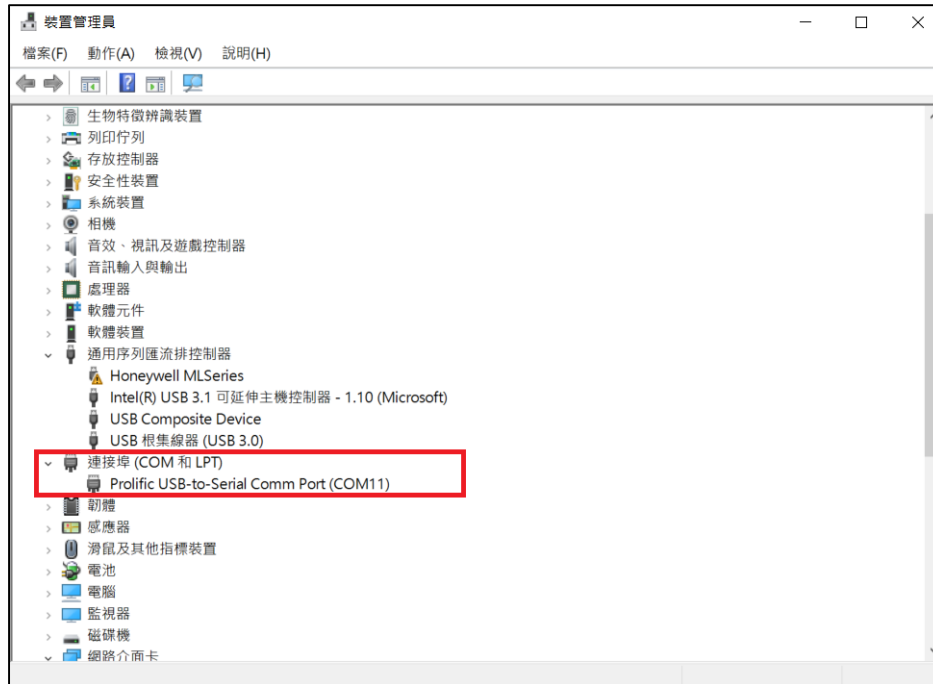 裝置管理員
檔案(F) 動作(A) 檢視(V) 說明(H)
生物特徵辨識裝置
列印佇列
存放控制器
安全性裝置
系統裝置
相機
音效、視訊及遊戲控制器
音訊輸入與輸出
處理器
軟體元件
軟體裝置
通用序列匯流排控制器
Honeywell MLSeries
Intel(R) USB 3.1 可延伸主機控制器 - 1.10 (Microsoft)
USB Composite Device
USB 根集線器 (USB 3.0)
連接埠 (COM 和 LPT)
Prolific USB-to-Serial Comm Port (COM11)
韌體
感應器
滑鼠及其他指標裝置
電池
電腦
監視器
磁碟機
網路介面卡